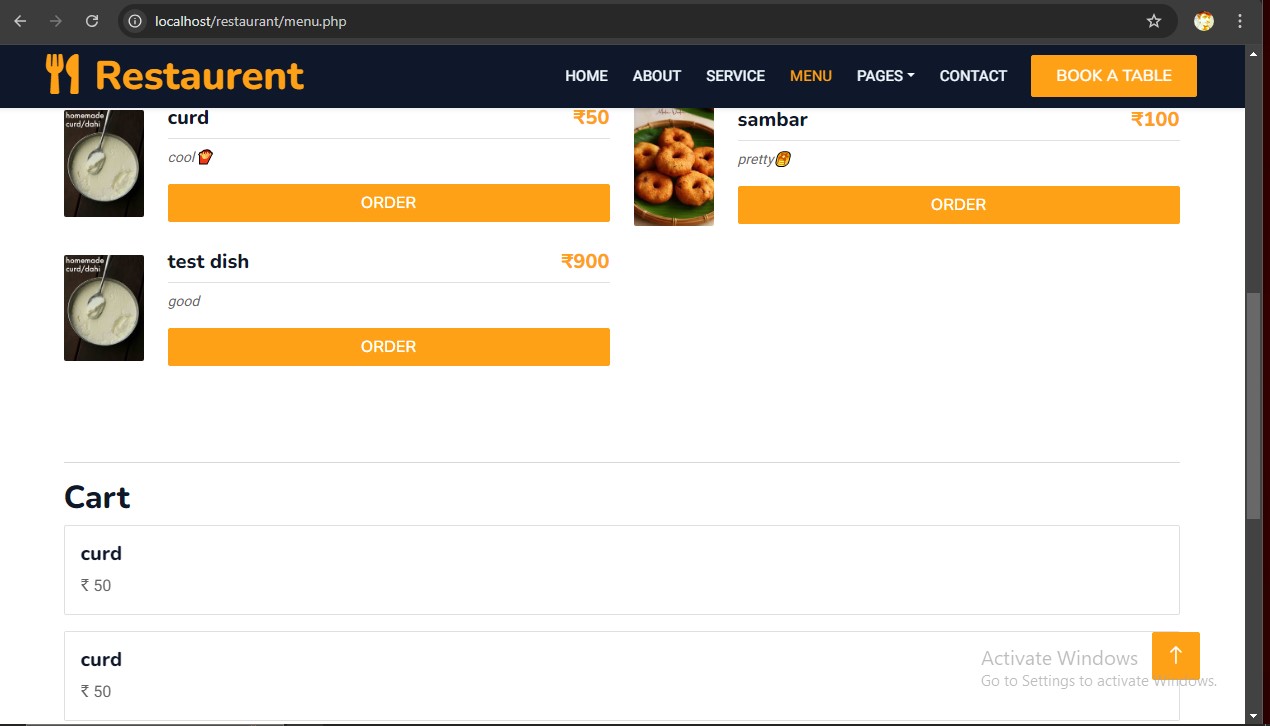 localhost/restaurant/menu.php
Restaurent
HOME ABOUT SERVICE MENU PAGES CONTACT BOOK A TABLE
homemade
curd/dahi
curd ₹50
cool🍟
ORDER
sambar ₹100
pretty🥯
ORDER
homemade
curd/dahi
test dish ₹900
good
ORDER
Cart
curd
₹ 50
curd
₹ 50
Activate Windows
Go to Settings to activate Windows.